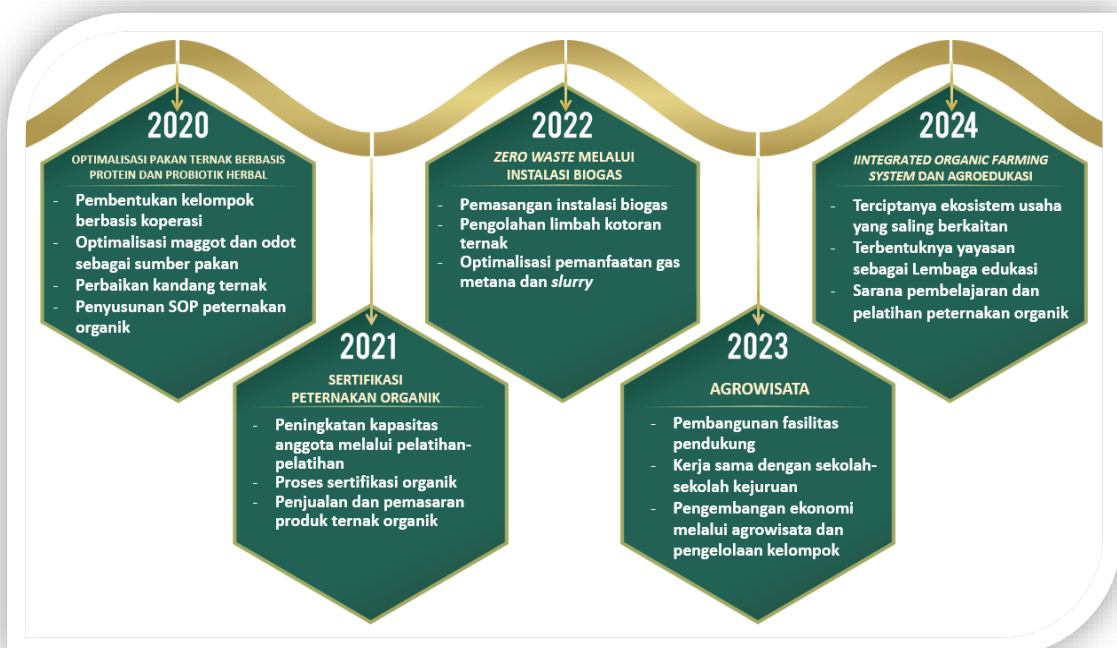 2020
OPTIMALISASI PAKAN TERNAK BERBASIS
PROTEIN DAN PROBIOTIK HERBAL
- Pembentukan kelompok
berbasis koperasi
- Optimalisasi maggot dan odot
sebagai sumber pakan
- Perbaikan kandang ternak
- Penyusunan SOP peternakan
organik
2021
SERTIFIKASI
PETERNAKAN ORGANIK
- Peningkatan kapasitas
anggota melalui pelatihan-
pelatihan
- Proses sertifikasi organik
- Penjualan dan pemasaran
produk ternak organik
2022
ZERO WASTE MELALUI
INSTALASI BIOGAS
- Pemasangan instalasi biogas
- Pengolahan limbah kotoran
ternak
- Optimalisasi pemanfaatan gas
metana dan slurry
2023
AGROWISATA
- Pembangunan fasilitas
pendukung
- Kerja sama dengan sekolah-
sekolah kejuruan
- Pengembangan ekonomi
melalui agrowisata dan
pengelolaan kelompok
2024
IINTEGRATED ORGANIC FARMING
SYSTEM DAN AGROEDUKASI
- Terciptanya ekosistem usaha
yang saling berkaitan
- Terbentuknya yayasan
sebagai Lembaga edukasi
- Sarana pembelajaran dan
pelatihan peternakan organik